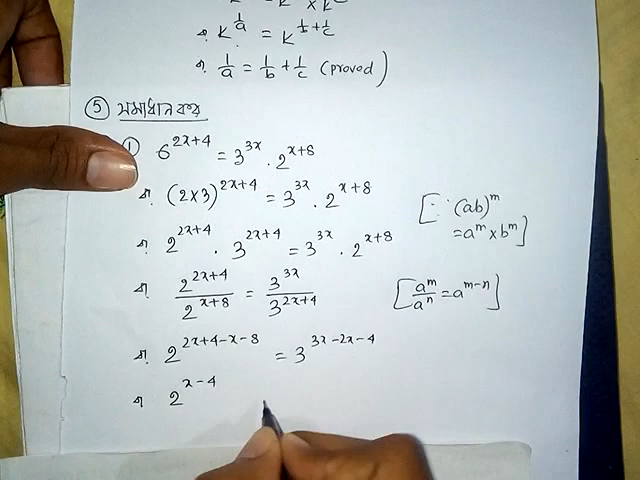 বা, k^{1/a} = k^{1/b + 1/c}
বা, 1/a = 1/b + 1/c (proved)
⑤ সমাধান কর
① 6^{2x+4} = 3^{3x} . 2^{x+8}
বা, (2×3)^{2x+4} = 3^{3x} . 2^{x+8} [∵ (ab)^m = a^m × b^m]
বা, 2^{2x+4} . 3^{2x+4} = 3^{3x} . 2^{x+8}
বা, 2^{2x+4} / 2^{x+8} = 3^{3x} / 3^{2x+4} [a^m / a^n = a^{m-n}]
বা, 2^{2x+4-x-8} = 3^{3x-2x-4}
বা, 2^{x-4}